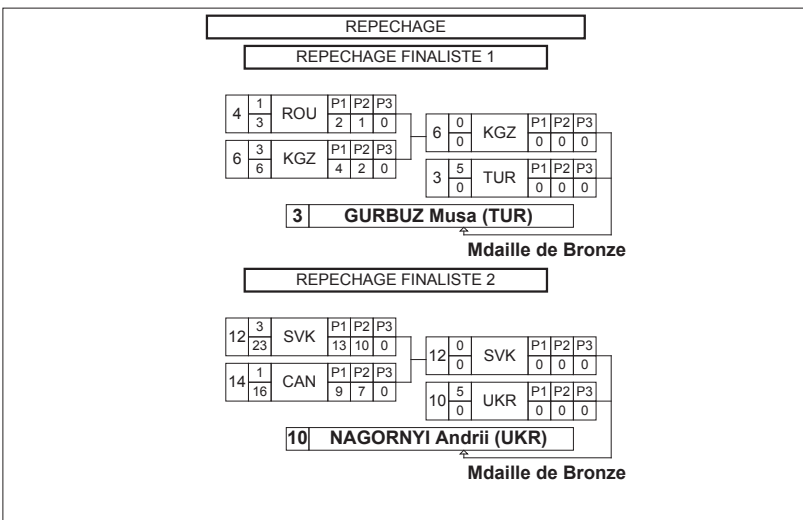 REPECHAGE
REPECHAGE FINALISTE 1
4 1 ROU P1 P2 P3
3 2 1 0
6 3 KGZ P1 P2 P3
6 4 2 0
6 0 KGZ P1 P2 P3
0 0 0 0
3 5 TUR P1 P2 P3
0 0 0 0
3 GURBUZ Musa (TUR)
Mdaille de Bronze
REPECHAGE FINALISTE 2
12 3 SVK P1 P2 P3
23 13 10 0
14 1 CAN P1 P2 P3
16 9 7 0
12 0 SVK P1 P2 P3
0 0 0 0
10 5 UKR P1 P2 P3
0 0 0 0
10 NAGORNYI Andrii (UKR)
Mdaille de Bronze